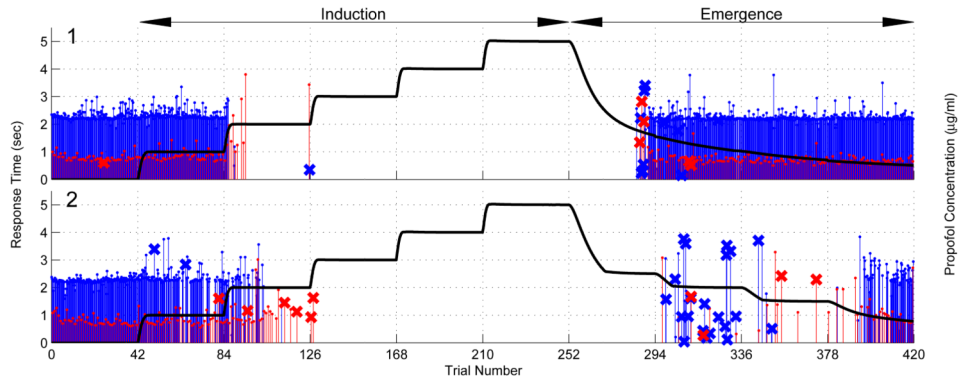 Induction
Emergence
1
5
4
3
2
1
0
2
5
4
3
2
1
0
Response Time (sec)
Propofol Concentration (µg/ml)
0 42 84 126 168 210 252 294 336 378 420
Trial Number